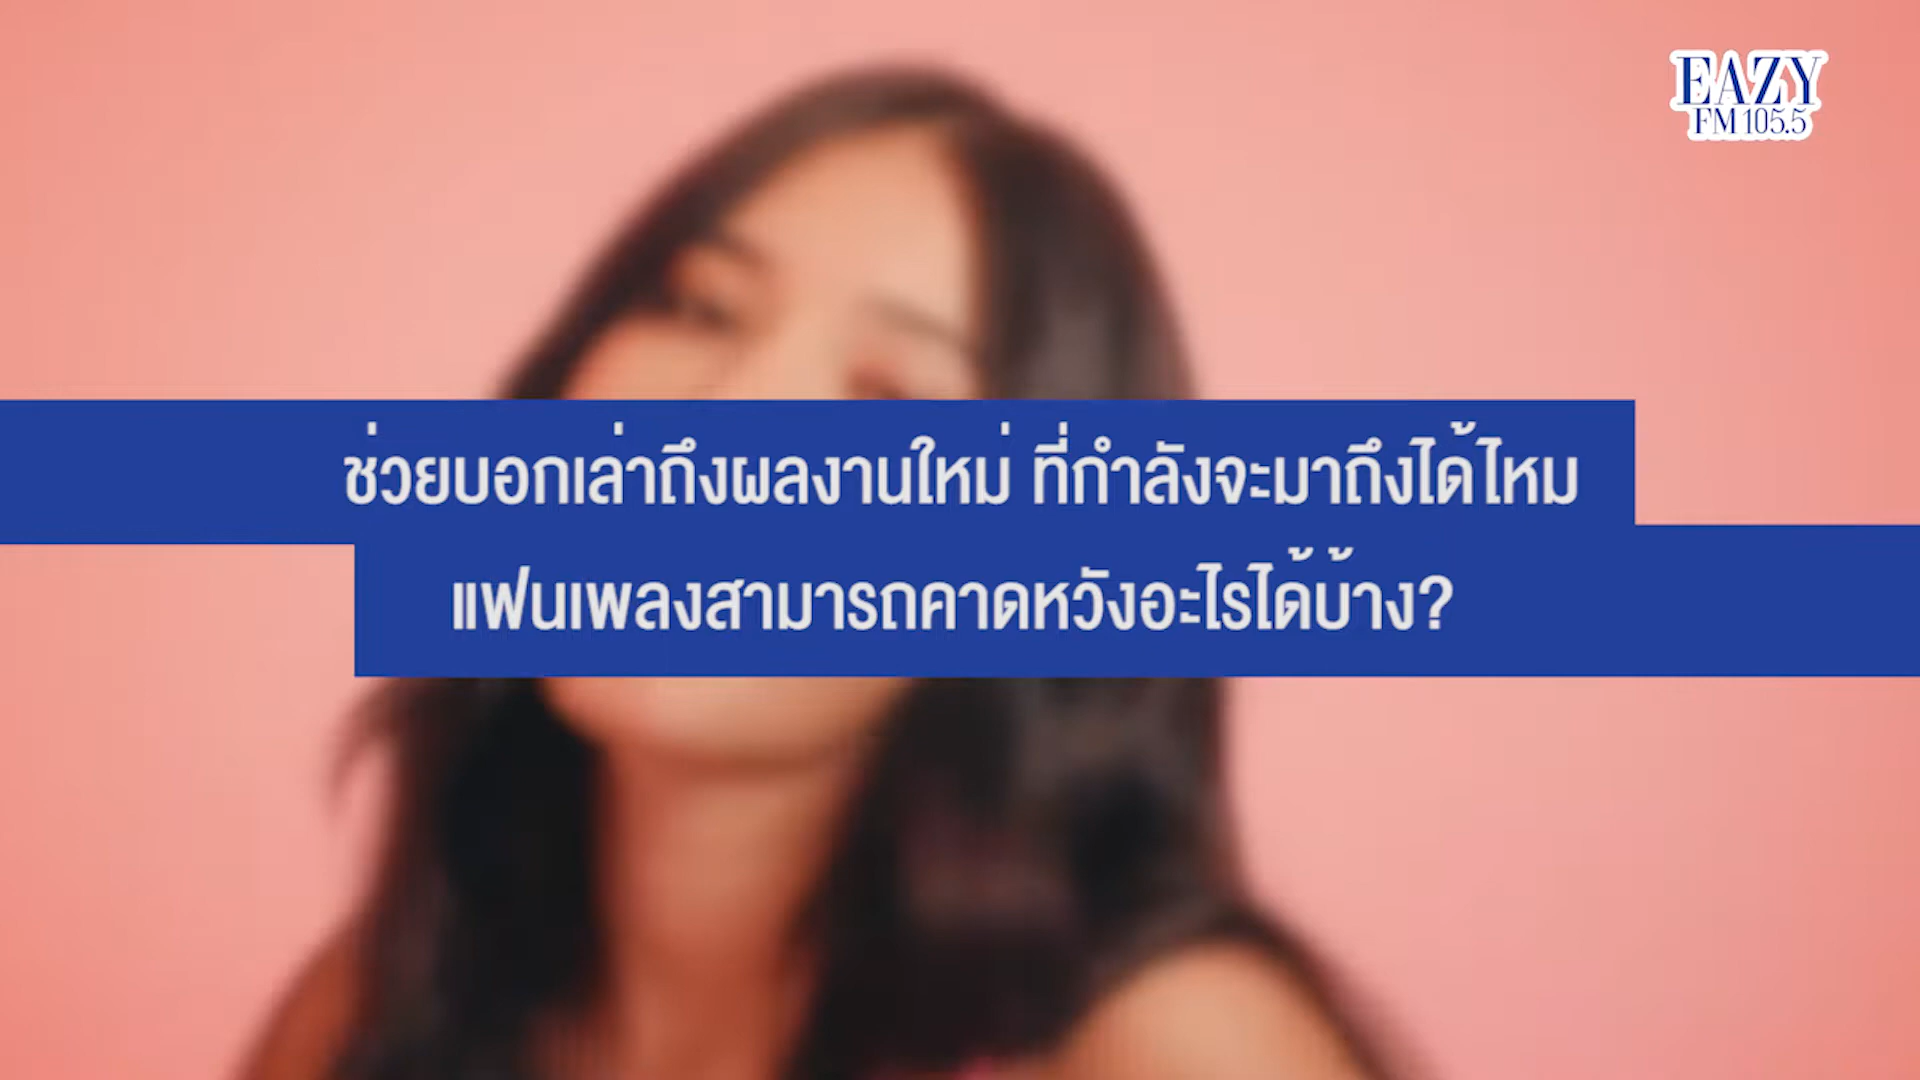 EAZY
FM 105.5
ช่วยบอกเล่าถึงผลงานใหม่ ที่กำลังจะมาถึงได้ไหม
แฟนเพลงสามารถคาดหวังอะไรได้บ้าง?